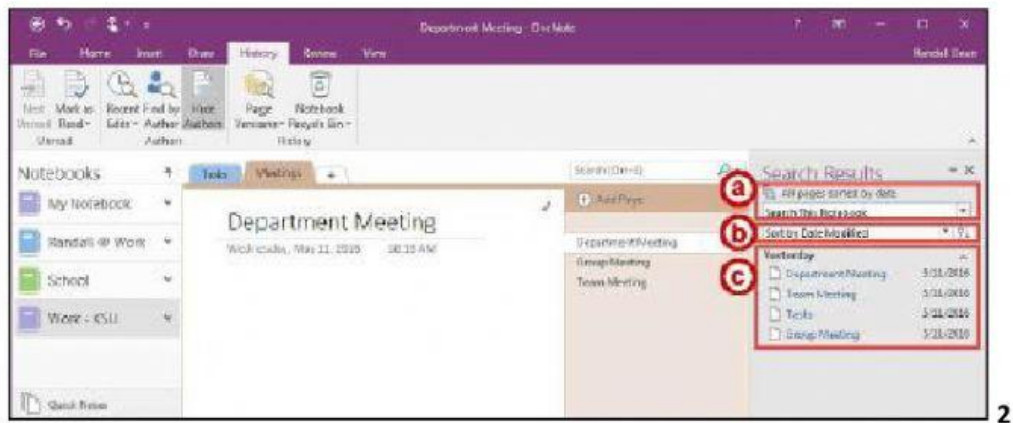 Department Meeting - OneNote
File Home Insert Draw History Review View
Randall Dean
Next Unread
Mark as Read
Recent Edits
Find by Author
Hide Authors
Page Versions
Notebook Recycle Bin
Unread
Authors
History
Notebooks
My Notebook
Randall @ Work
School
Work - KSU
Quick Notes
Tasks Meetings +
Department Meeting
Wednesday, May 11, 2016 AM
Search (Ctrl+E)
Add Page
Department Meeting
Group Meeting
Team Meeting
Search Results
a
All pages sorted by date
Search This Notebook
b
Sort by Date Modified
c
Yesterday
Department Meeting 5/11/2016
Team Meeting 5/11/2016
Tasks 5/11/2016
Group Meeting 5/11/2016
2